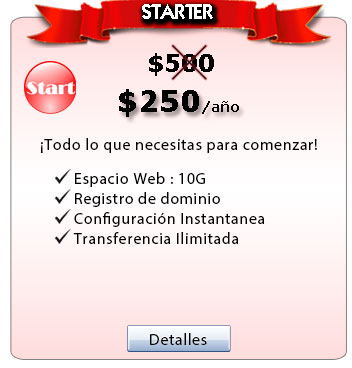 STARTER
$500
Start
$250/año
¡Todo lo que necesitas para comenzar!
Espacio Web : 10G
Registro de dominio
Configuración Instantanea
Transferencia Ilimitada
Detalles